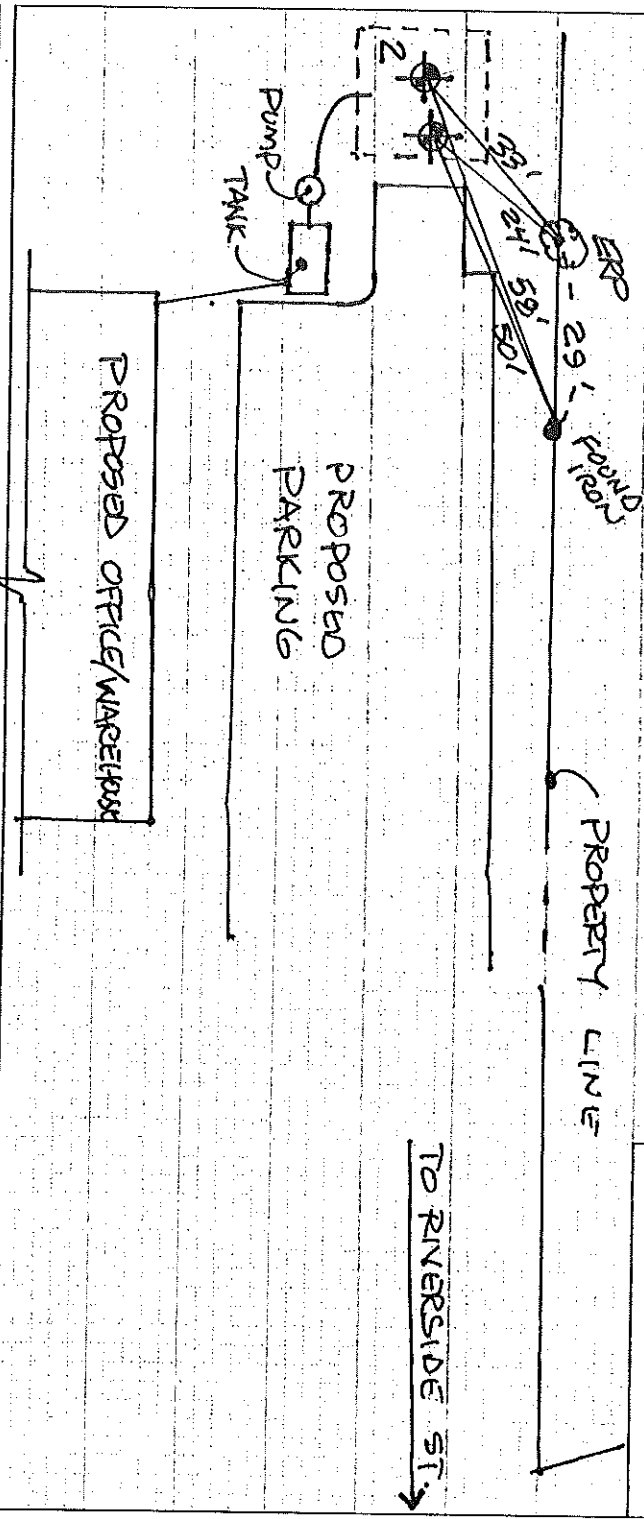 2
33'
24'
59'
50'
ERP
29'
FOUND
IRON
PROPERTY LINE
PUMP
TANK
PROPOSED
PARKING
TO RIVERSIDE ST.
PROPOSED OFFICE/WAREHOUSE